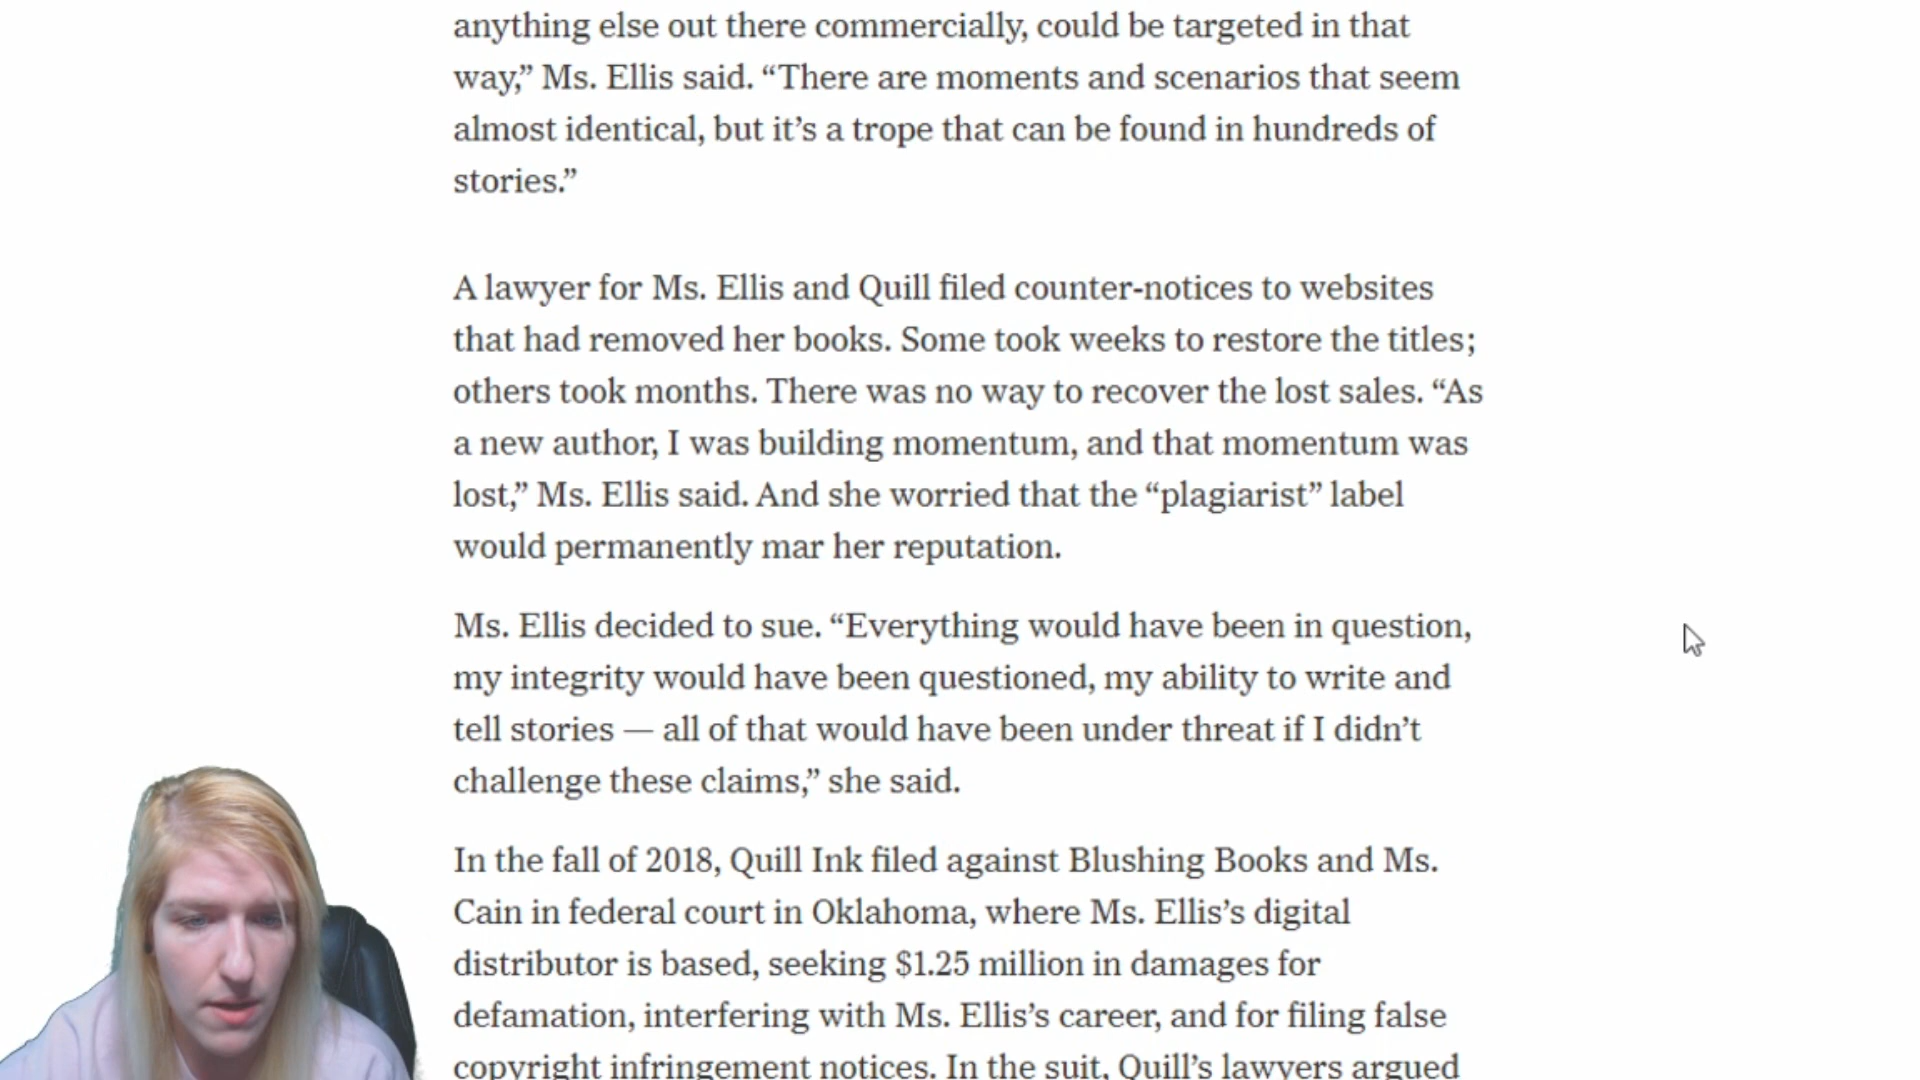 anything else out there commercially, could be targeted in that
way,” Ms. Ellis said. “There are moments and scenarios that seem
almost identical, but it’s a trope that can be found in hundreds of
stories.”
A lawyer for Ms. Ellis and Quill filed counter-notices to websites
that had removed her books. Some took weeks to restore the titles;
others took months. There was no way to recover the lost sales. “As
a new author, I was building momentum, and that momentum was
lost,” Ms. Ellis said. And she worried that the “plagiarist” label
would permanently mar her reputation.
Ms. Ellis decided to sue. “Everything would have been in question,
my integrity would have been questioned, my ability to write and
tell stories — all of that would have been under threat if I didn’t
challenge these claims,” she said.
In the fall of 2018, Quill Ink filed against Blushing Books and Ms.
Cain in federal court in Oklahoma, where Ms. Ellis’s digital
distributor is based, seeking $1.25 million in damages for
defamation, interfering with Ms. Ellis’s career, and for filing false
copyright infringement notices. In the suit, Quill’s lawyers argued